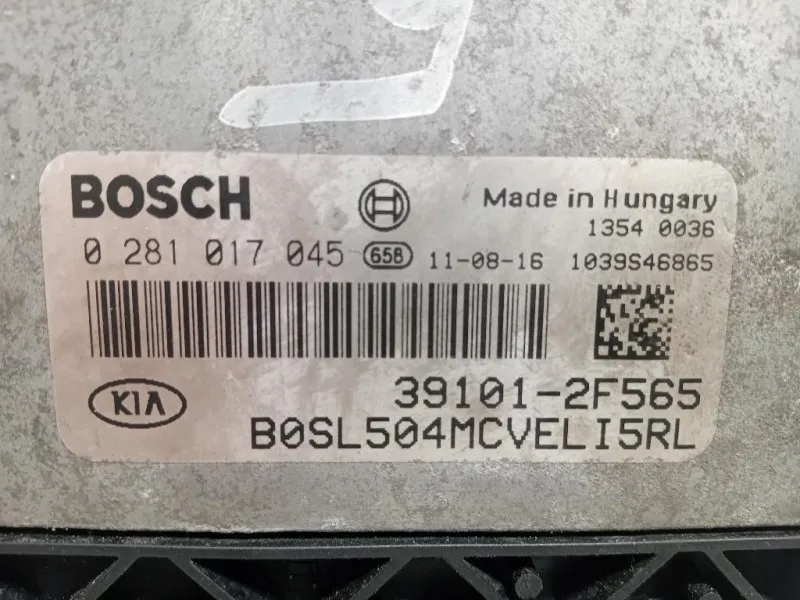 BOSCH Made in Hungary
1354 0036
0 281 017 045 658 11-08-16 1039S46865
KIA 39101-2F565
B0SL504MCVELI5RL